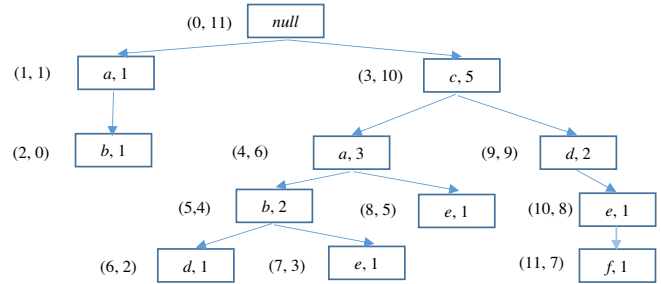 (0, 11) null
(1, 1) a, 1
(3, 10) c, 5
(2, 0) b, 1
(4, 6) a, 3
(9, 9) d, 2
(5,4) b, 2
(8, 5) e, 1
(10, 8) e, 1
(6, 2) d, 1
(7, 3) e, 1
(11, 7) f, 1